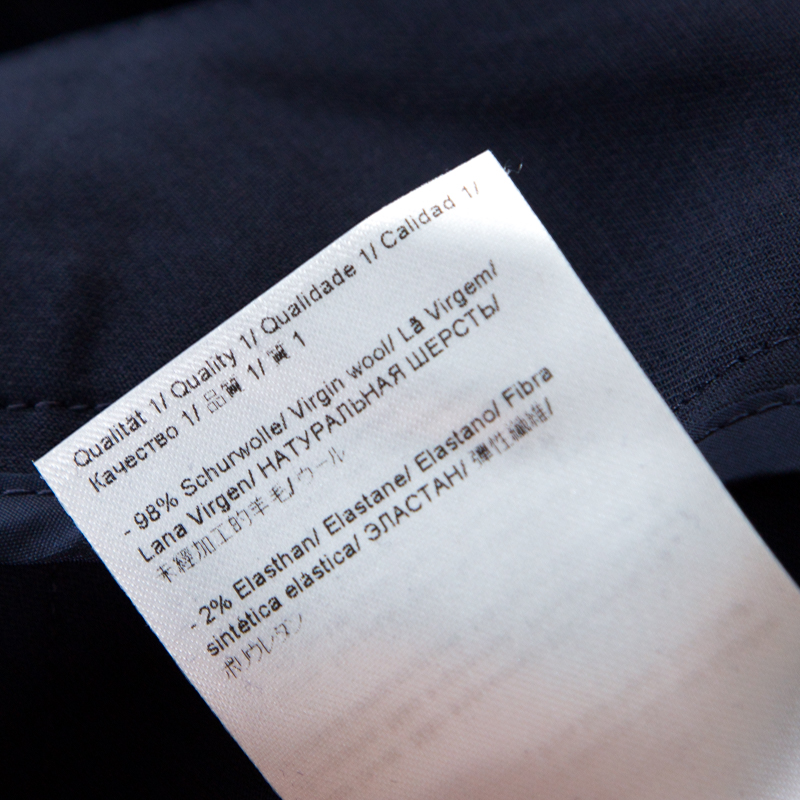 Qualität 1/ Quality 1/ Qualidade 1/ Calidad 1/
Качество 1/ 品質 1/ 質 1
- 98% Schurwolle/ Virgin wool/ Lã Virgem/
Lana Virgen/ НАТУРАЛЬНАЯ ШЕРСТЬ/
未經加工的羊毛/ウール
- 2% Elasthan/ Elastane/ Elastano/ Fibra
sintética elástica/ ЭЛАСТАН/ 彈性纖維/
ポリウレタン